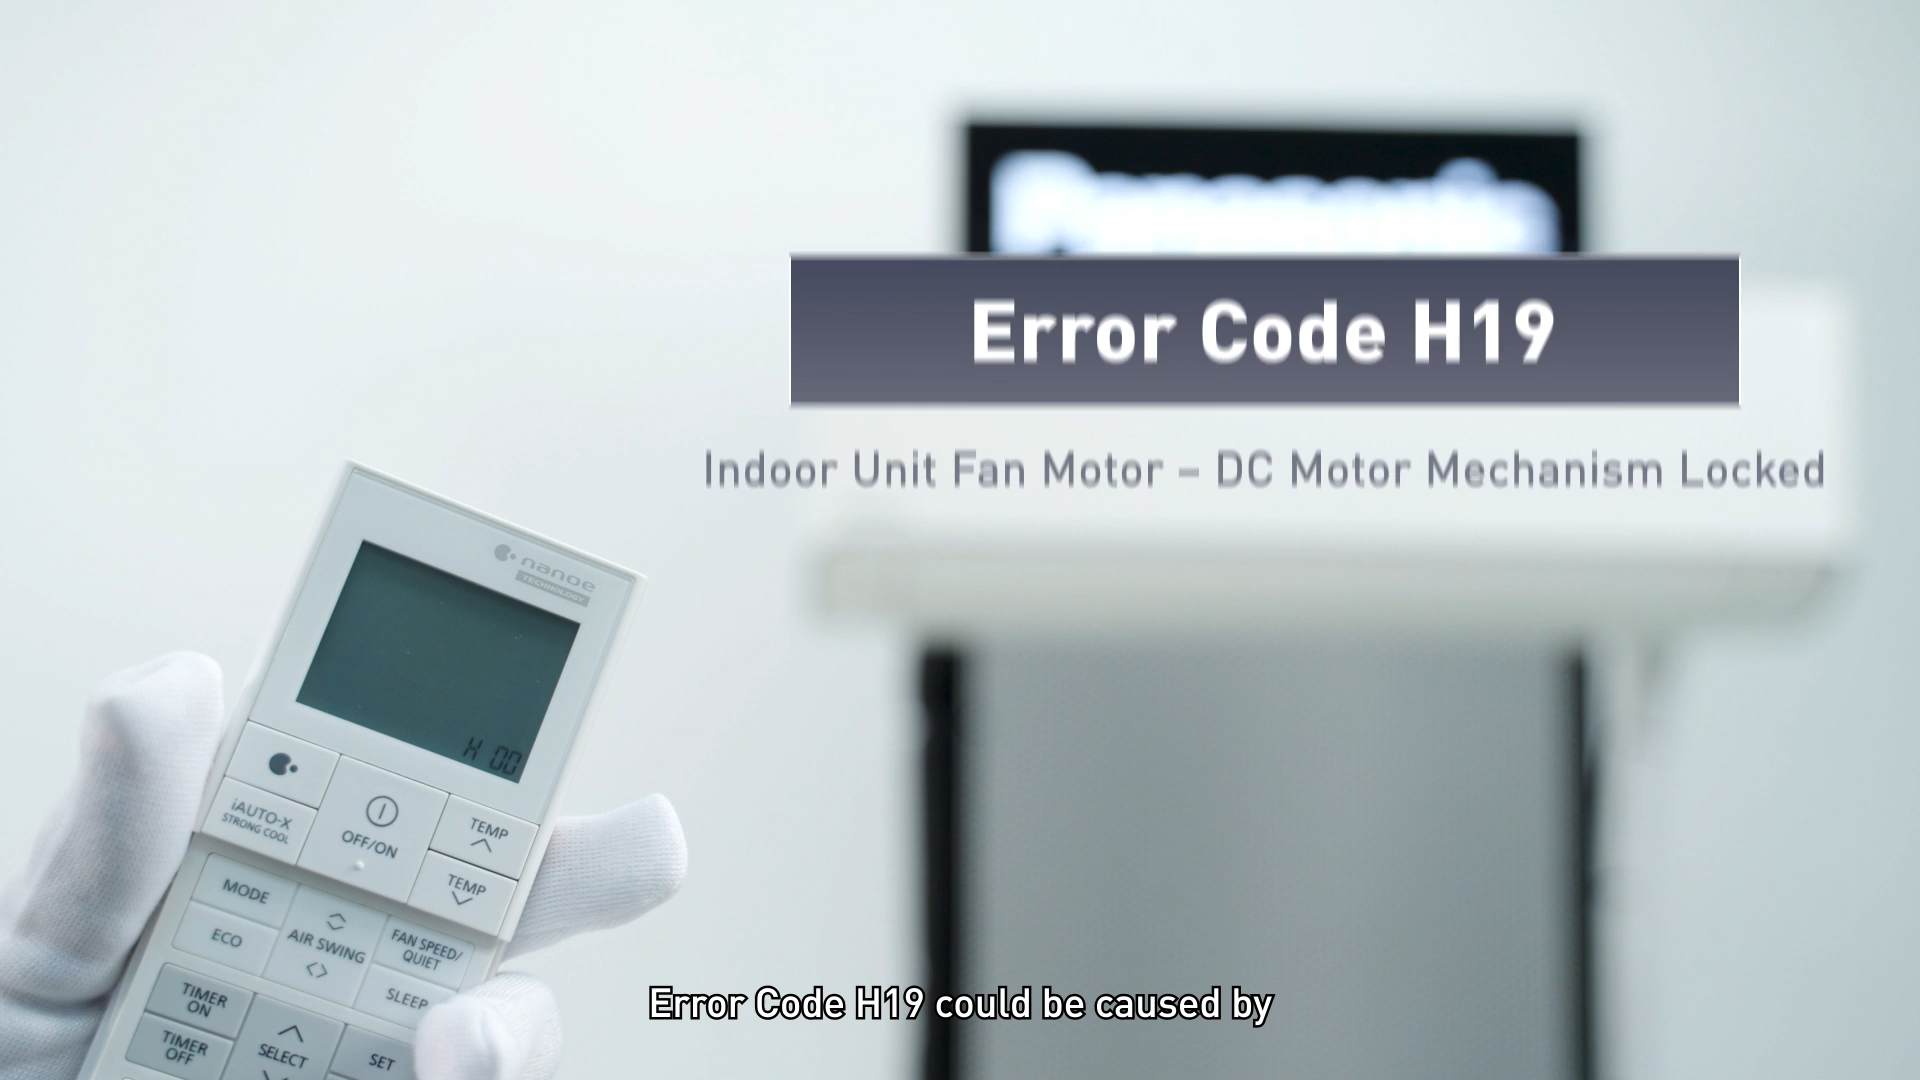 Error Code H19
Indoor Unit Fan Motor – DC Motor Mechanism Locked
nanoe
TECHNOLOGY
H 00
iAUTO-X
STRONG COOL
OFF/ON
TEMP
TEMP
MODE
ECO
AIR SWING
FAN SPEED/
QUIET
SLEEP
TIMER
ON
TIMER
OFF
SELECT
SET
Error Code H19 could be caused by